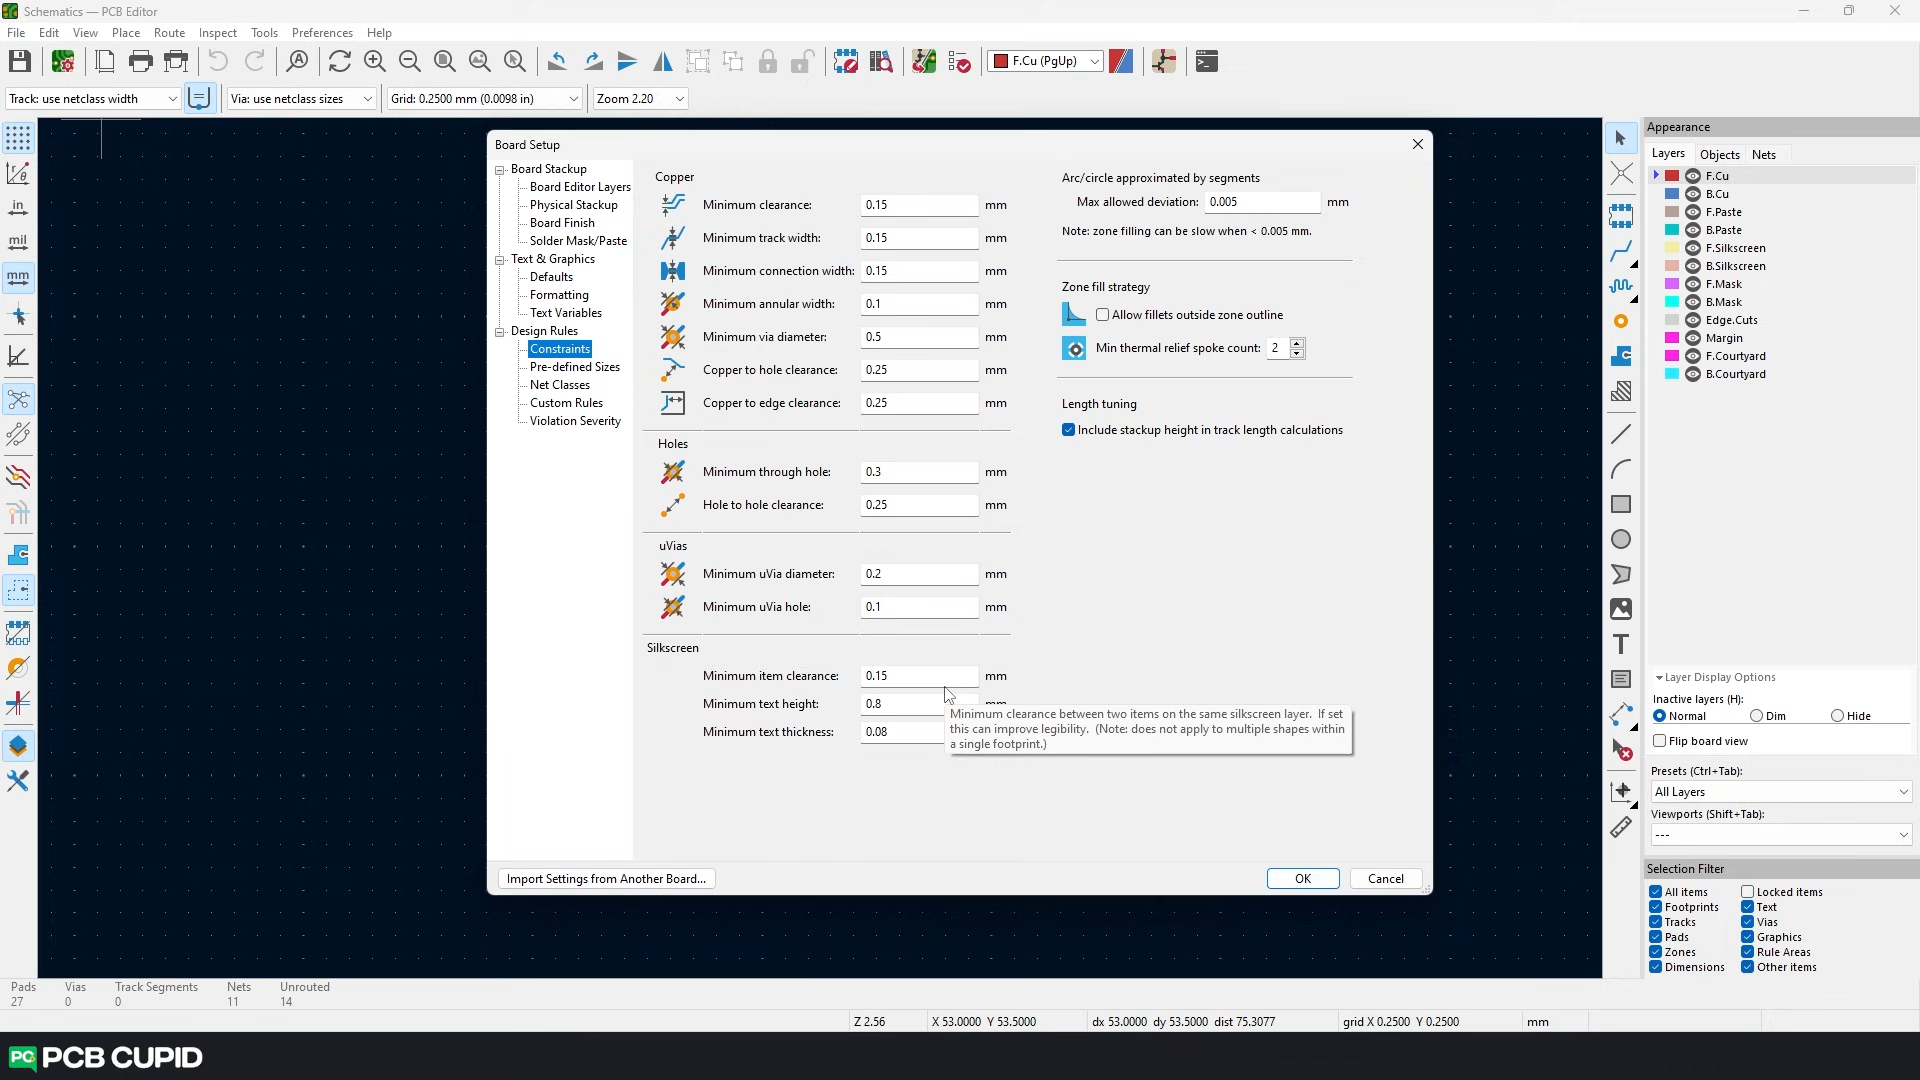 Schematics — PCB Editor
File Edit View Place Route Inspect Tools Preferences Help
F.Cu (PgUp)
Track: use netclass width
Via: use netclass sizes
Grid: 0.2500 mm (0.0098 in)
Zoom 2.20
in
mil
mm
Board Setup
Board Stackup
Board Editor Layers
Physical Stackup
Board Finish
Solder Mask/Paste
Text & Graphics
Defaults
Formatting
Text Variables
Design Rules
Constraints
Pre-defined Sizes
Net Classes
Custom Rules
Violation Severity
Copper
Minimum clearance: 0.15 mm
Minimum track width: 0.15 mm
Minimum connection width: 0.15 mm
Minimum annular width: 0.1 mm
Minimum via diameter: 0.5 mm
Copper to hole clearance: 0.25 mm
Copper to edge clearance: 0.25 mm
Holes
Minimum through hole: 0.3 mm
Hole to hole clearance: 0.25 mm
uVias
Minimum uVia diameter: 0.2 mm
Minimum uVia hole: 0.1 mm
Silkscreen
Minimum item clearance: 0.15 mm
Minimum text height: 0.8 mm
Minimum text thickness: 0.08
Minimum clearance between two items on the same silkscreen layer. If set
this can improve legibility. (Note: does not apply to multiple shapes within
a single footprint.)
Arc/circle approximated by segments
Max allowed deviation: 0.005 mm
Note: zone filling can be slow when < 0.005 mm.
Zone fill strategy
Allow fillets outside zone outline
Min thermal relief spoke count: 2
Length tuning
Include stackup height in track length calculations
Import Settings from Another Board...
OK
Cancel
Appearance
Layers Objects Nets
F.Cu
B.Cu
F.Paste
B.Paste
F.Silkscreen
B.Silkscreen
F.Mask
B.Mask
Edge.Cuts
Margin
F.Courtyard
B.Courtyard
Layer Display Options
Inactive layers (H):
Normal Dim Hide
Flip board view
Presets (Ctrl+Tab):
All Layers
Viewports (Shift+Tab):
---
Selection Filter
All items Locked items
Footprints Text
Tracks Vias
Pads Graphics
Zones Rule Areas
Dimensions Other items
Pads Vias Track Segments Nets Unrouted
27 0 0 11 14
Z 2.56 X 53.0000 Y 53.5000 dx 53.0000 dy 53.5000 dist 75.3077 grid X 0.2500 Y 0.2500 mm
PC PCB CUPID